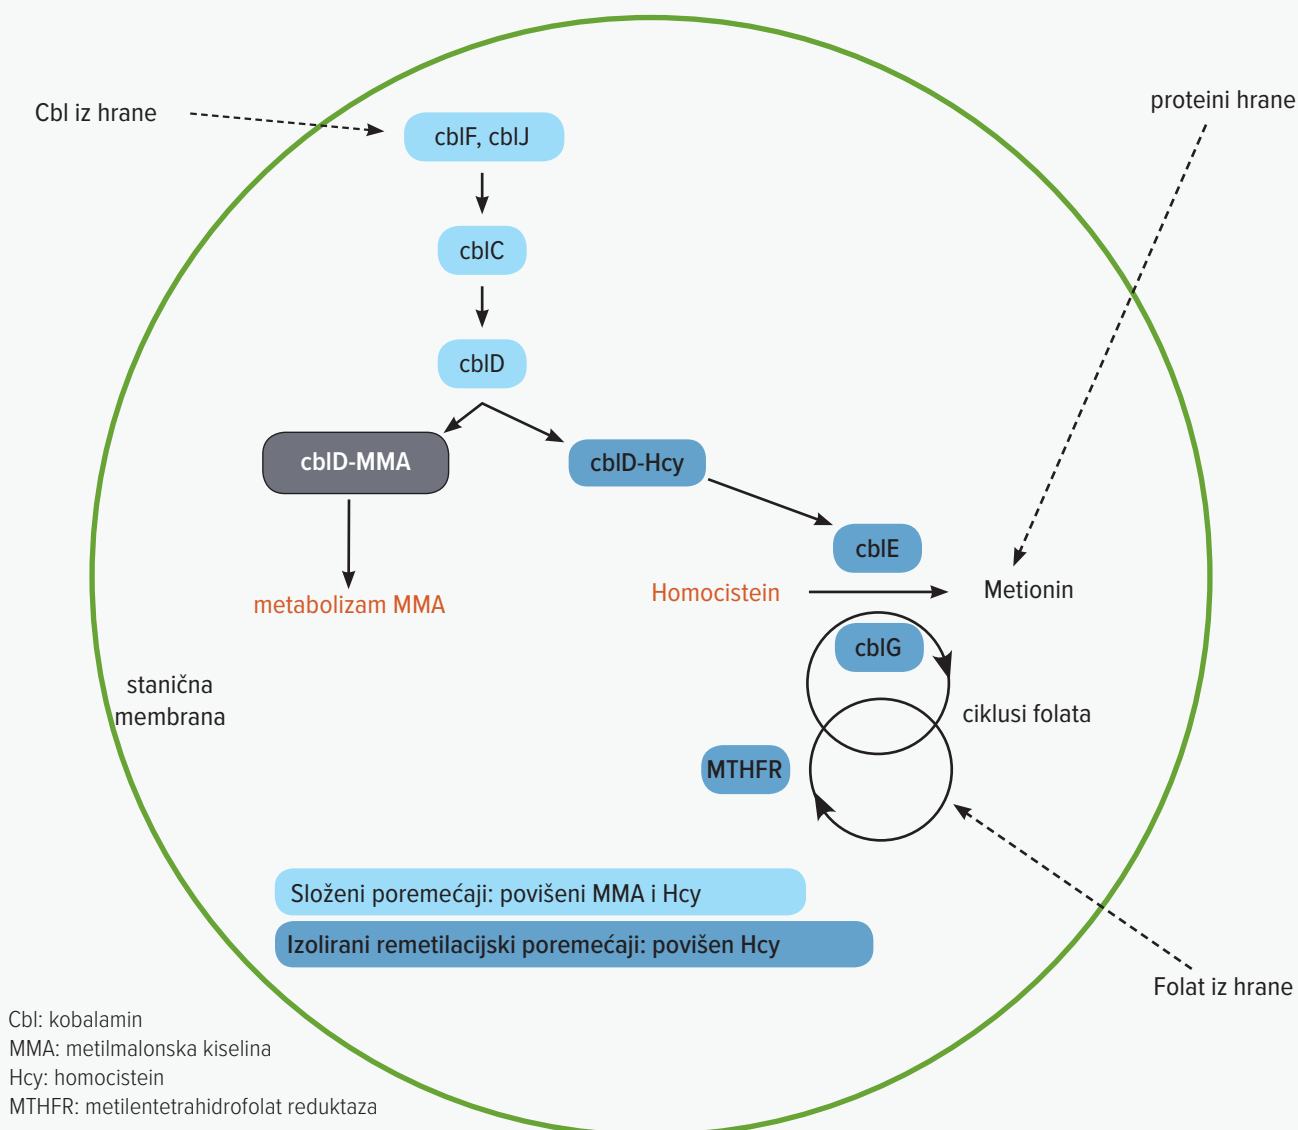 Cbl iz hrane
proteini hrane
cblF, cblJ
cblC
cblD
cblD-MMA
cblD-Hcy
cblE
Homocistein
Metionin
metabolizam MMA
cblG
stanična
membrana
ciklusi folata
MTHFR
Složeni poremećaji: povišeni MMA i Hcy
Izolirani remetilacijski poremećaji: povišen Hcy
Folat iz hrane
Cbl: kobalamin
MMA: metilmalonska kiselina
Hcy: homocistein
MTHFR: metilentetrahidrofolat reduktaza